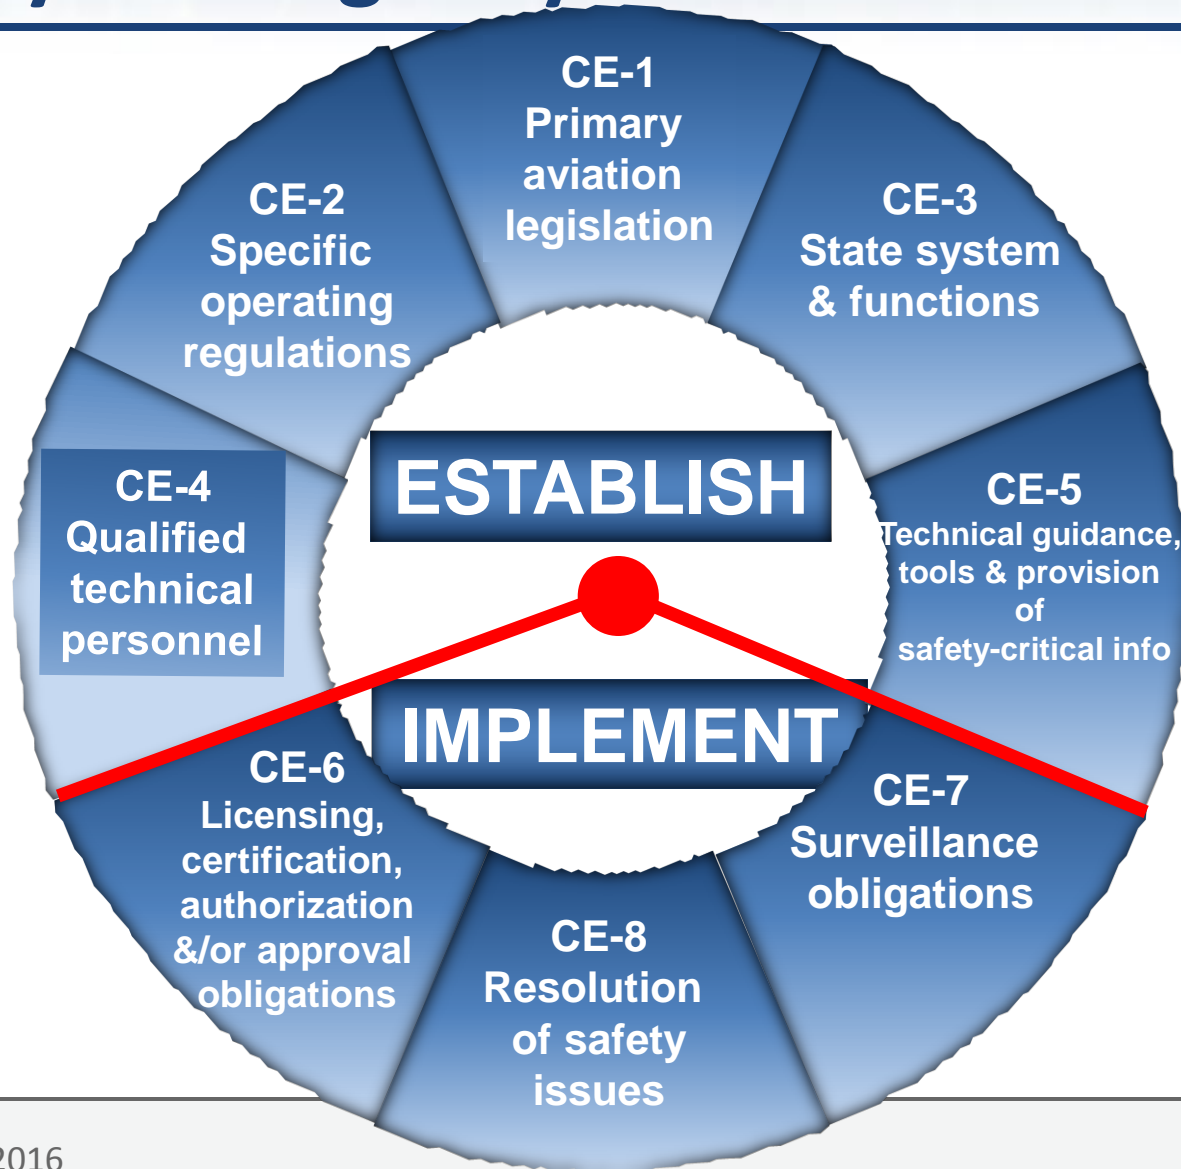 CE-1
Primary
aviation
legislation
CE-2
Specific
operating
regulations
CE-3
State system
& functions
CE-4
Qualified
technical
personnel
ESTABLISH
CE-5
Technical guidance,
tools & provision
of
safety-critical info
IMPLEMENT
CE-6
Licensing,
certification,
authorization
&/or approval
obligations
CE-7
Surveillance
obligations
CE-8
Resolution
of safety
issues
2016